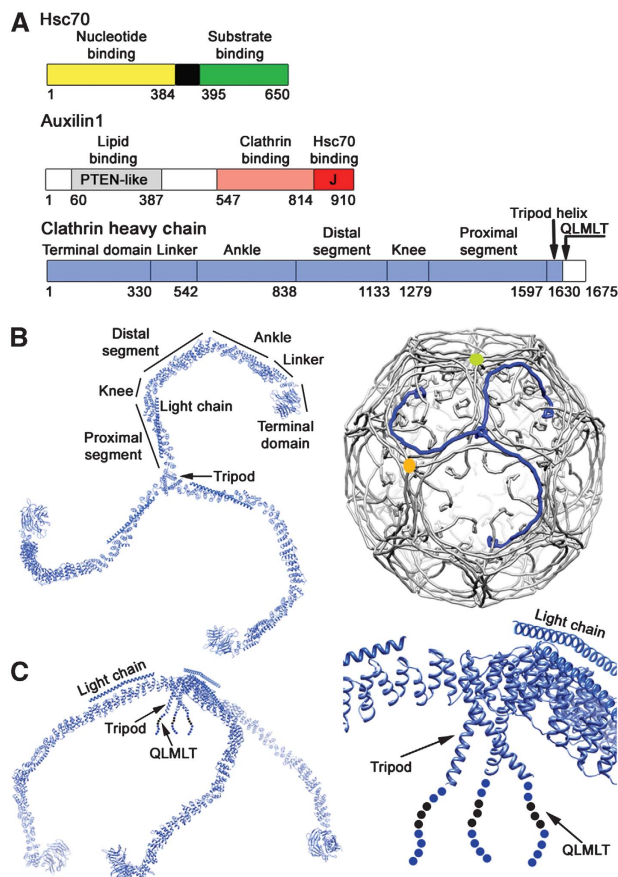 A
Hsc70
Nucleotide
binding
Substrate
binding
1
384
395
650
Auxilin1
Lipid
binding
Clathrin
binding
Hsc70
binding
PTEN-like
J
1
60
387
547
814
910
Tripod helix
QLMLT
Clathrin heavy chain
Terminal domain
Linker
Ankle
Distal
segment
Knee
Proximal
segment
1
330
542
838
1133
1279
1597
1630
1675
B
Distal
segment
Ankle
Linker
Knee
Light chain
Terminal
domain
Proximal
segment
Tripod
C
Light chain
Tripod
QLMLT
Light chain
Tripod
QLMLT